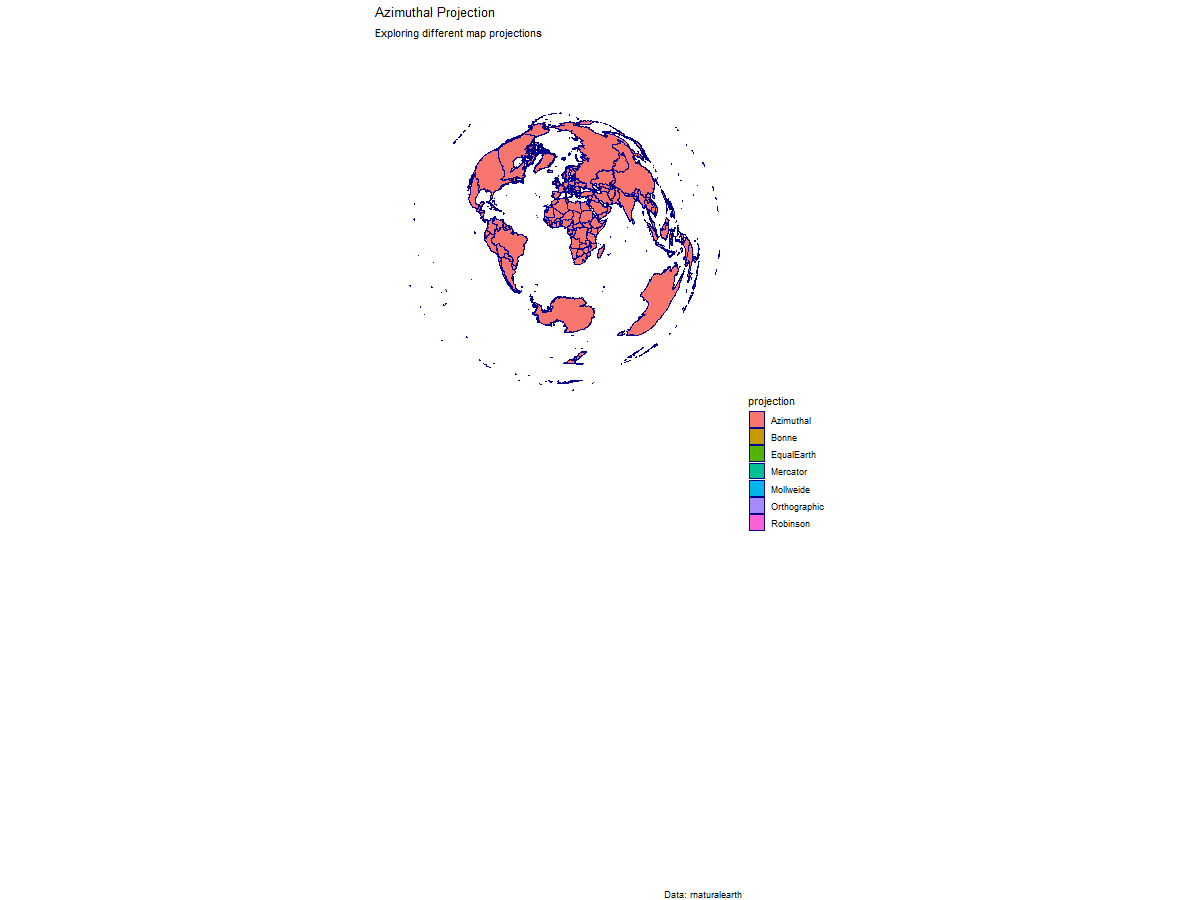 Azimuthal Projection
Exploring different map projections
projection
Azimuthal
Bonne
EqualEarth
Mercator
Mollweide
Orthographic
Robinson
Data: rnaturalearth